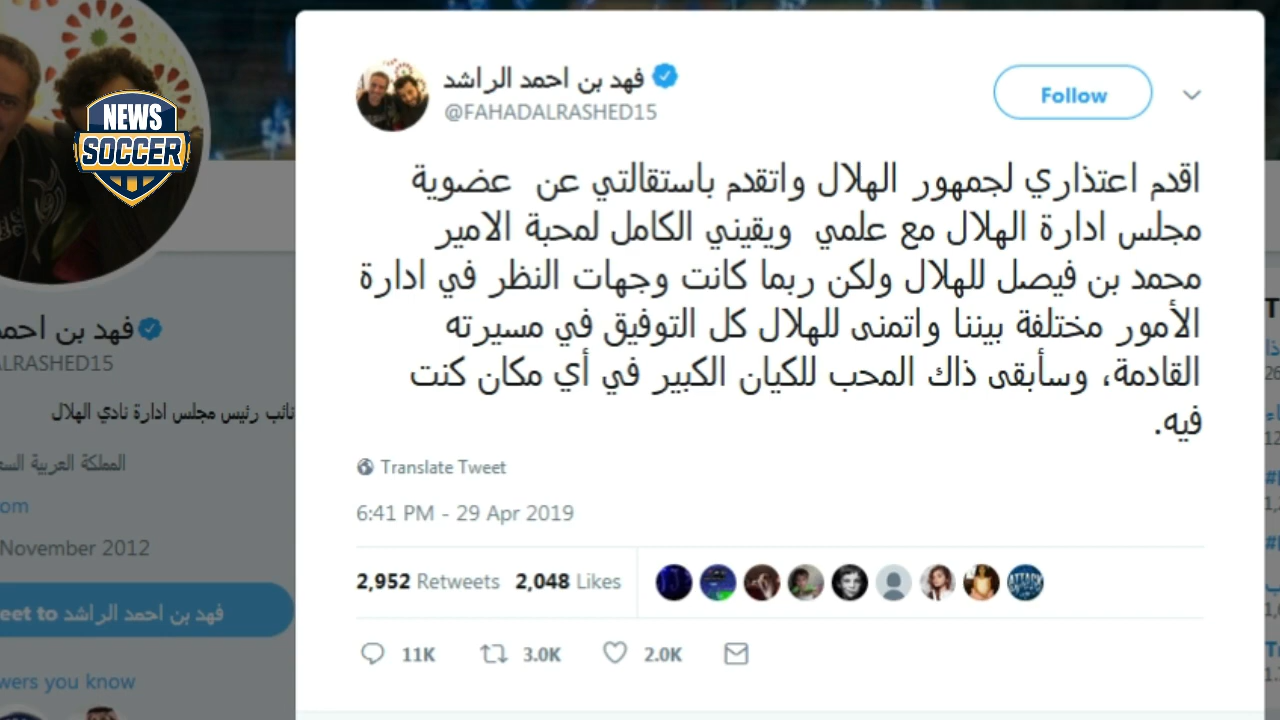 NEWS
SOCCER
فهد بن احمد الراشد
@FAHADALRASHED15
Follow
اقدم اعتذاري لجمهور الهلال واتقدم باستقالتي عن عضوية
مجلس ادارة الهلال مع علمي ويقيني الكامل لمحبة الامير
محمد بن فيصل للهلال ولكن ربما كانت وجهات النظر في ادارة
الأمور مختلفة بيننا واتمنى للهلال كل التوفيق في مسيرته
القادمة، وسأبقى ذاك المحب للكيان الكبير في أي مكان كنت
فيه.
Translate Tweet
6:41 PM - 29 Apr 2019
2,952 Retweets 2,048 Likes
ATTACK
11K 3.0K 2.0K
فهد بن احمد
ALRASHED15
نائب رئيس مجلس ادارة نادي الهلال
المملكة العربية
om
November 2012
eet to فهد بن احمد الراشد
wers you know